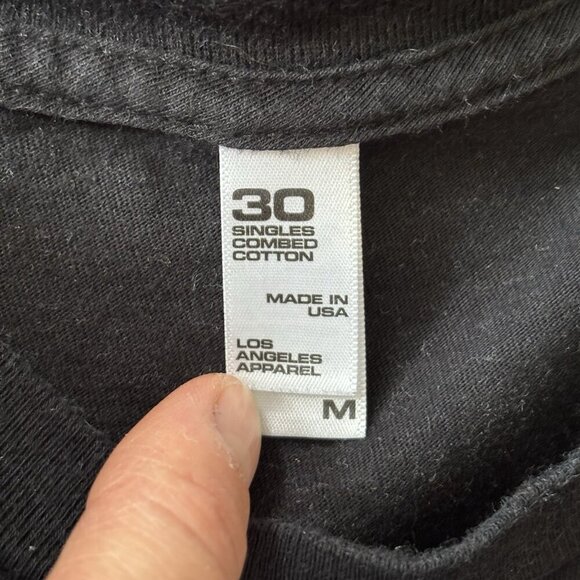 30
SINGLES
COMBED
COTTON
MADE IN
USA
LOS
ANGELES
APPAREL
M